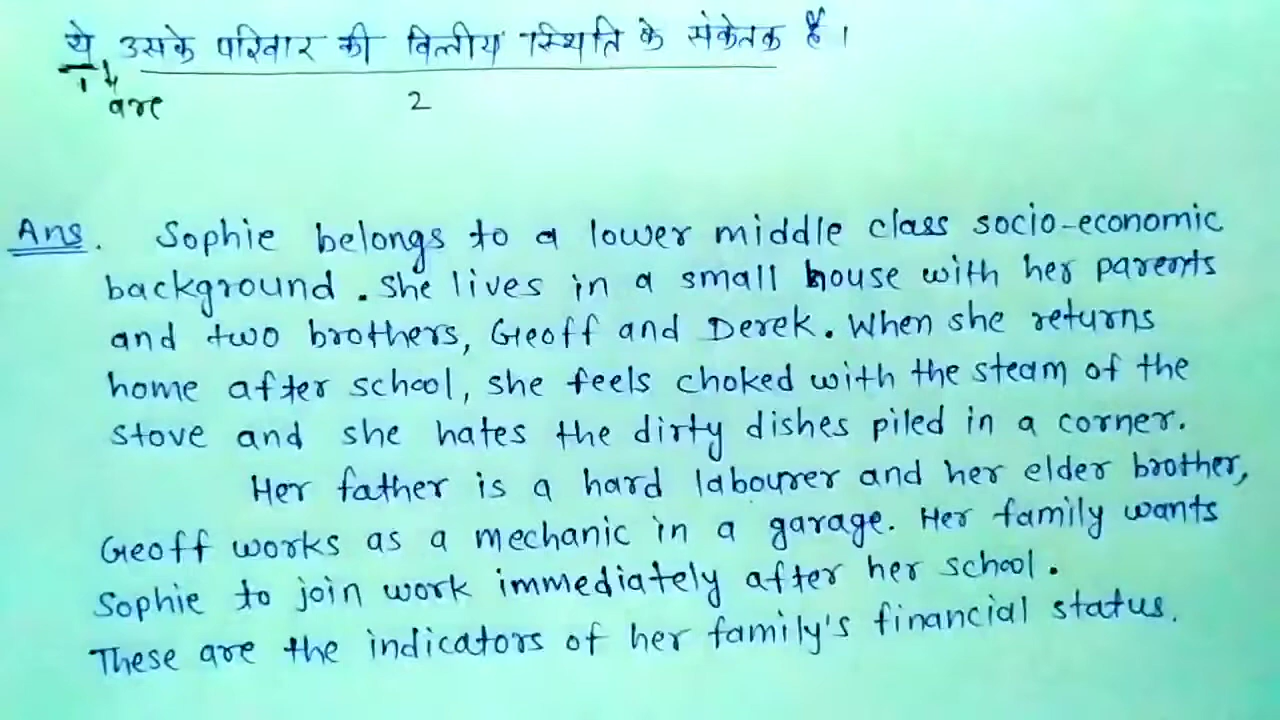 ये उसके परिवार की वित्तीय स्थिति के संकेतक हैं।
1 are 2
Ans. Sophie belongs to a lower middle class socio-economic
background. she lives in a small house with her parents
and two brothers, Geoff and Derek. When she returns
home after school, she feels choked with the steam of the
stove and she hates the dirty dishes piled in a corner.
Her father is a hard labourer and her elder brother,
Geoff works as a mechanic in a garage. Her family wants
Sophie to join work immediately after her school.
These are the indicators of her family's financial status.